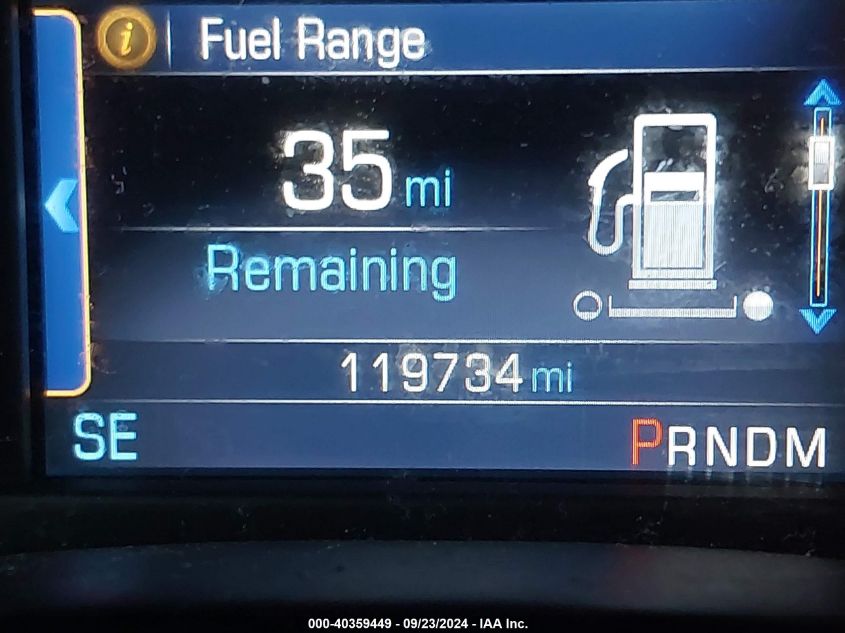 i Fuel Range
35 mi
Remaining
119734 mi
SE PRNDM
000-40359449 - 09/23/2024 - IAA Inc.